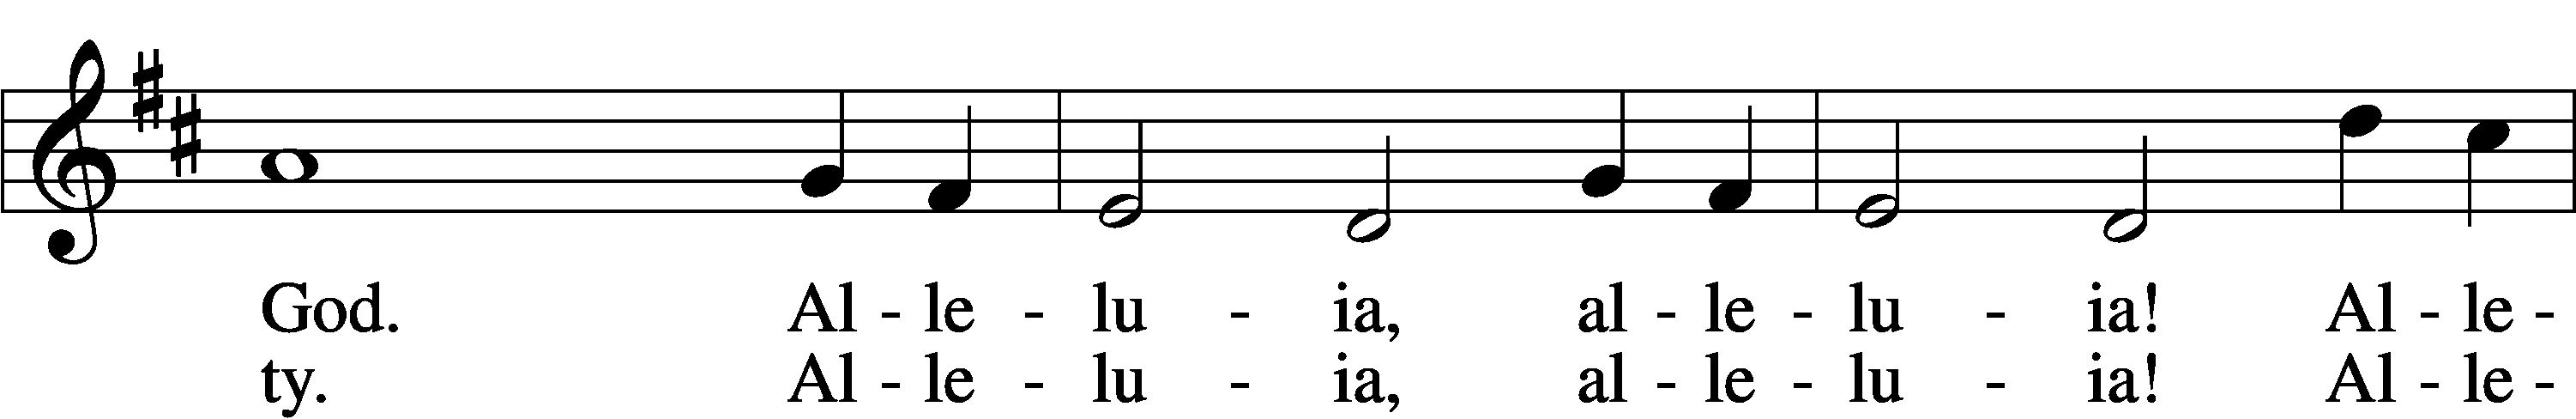 God. Al - le - lu - ia, al - le - lu - ia! Al - le -
ty. Al - le - lu - ia, al - le - lu - ia! Al - le -